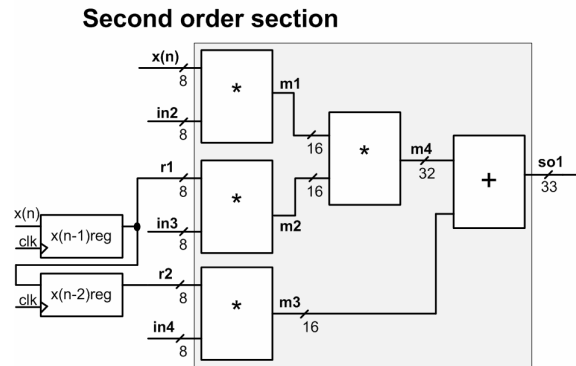 Second order section
x(n)
8
*
m1
in2
8
16
*
m4
32
+
so1
33
r1
8
*
16
in3
8
m2
x(n)
x(n-1)reg
clk
r2
8
x(n-2)reg
clk
*
m3
16
in4
8